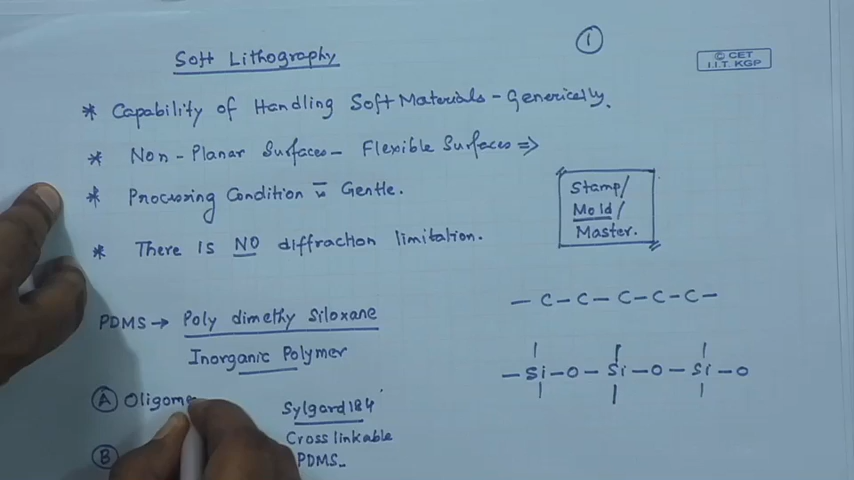 1
© CET
I.I.T. KGP
Soft Lithography
* Capability of Handling Soft Materials - Generically.
* Non-Planar Surfaces - Flexible Surfaces ⇒
* Processing Condition is Gentle.
* There is NO diffraction limitation.
Stamp/
Mold/
Master.
PDMS → Poly dimethy Siloxane
Inorganic Polymer
A Oligome
B
Sylgard 184
Cross linkable
PDMS
- C - C - C - C - C -
- Si - O - Si - O - Si - O